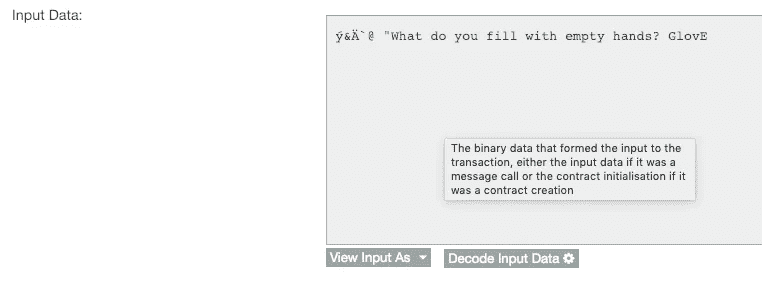 Input Data:
ý&Ä`@ "What do you fill with empty hands? GlovE
The binary data that formed the input to the
transaction, either the input data if it was a
message call or the contract initialisation if it
was a contract creation
View Input As
Decode Input Data